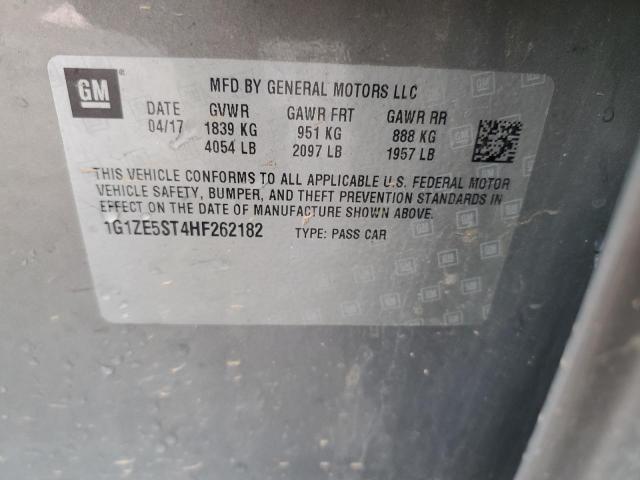 GM ®
MFD BY GENERAL MOTORS LLC
DATE GVWR GAWR FRT GAWR RR
04/17 1839 KG 951 KG 888 KG
4054 LB 2097 LB 1957 LB
THIS VEHICLE CONFORMS TO ALL APPLICABLE U.S. FEDERAL MOTOR
VEHICLE SAFETY, BUMPER, AND THEFT PREVENTION STANDARDS IN
EFFECT ON THE DATE OF MANUFACTURE SHOWN ABOVE.
1G1ZE5ST4HF262182 TYPE: PASS CAR